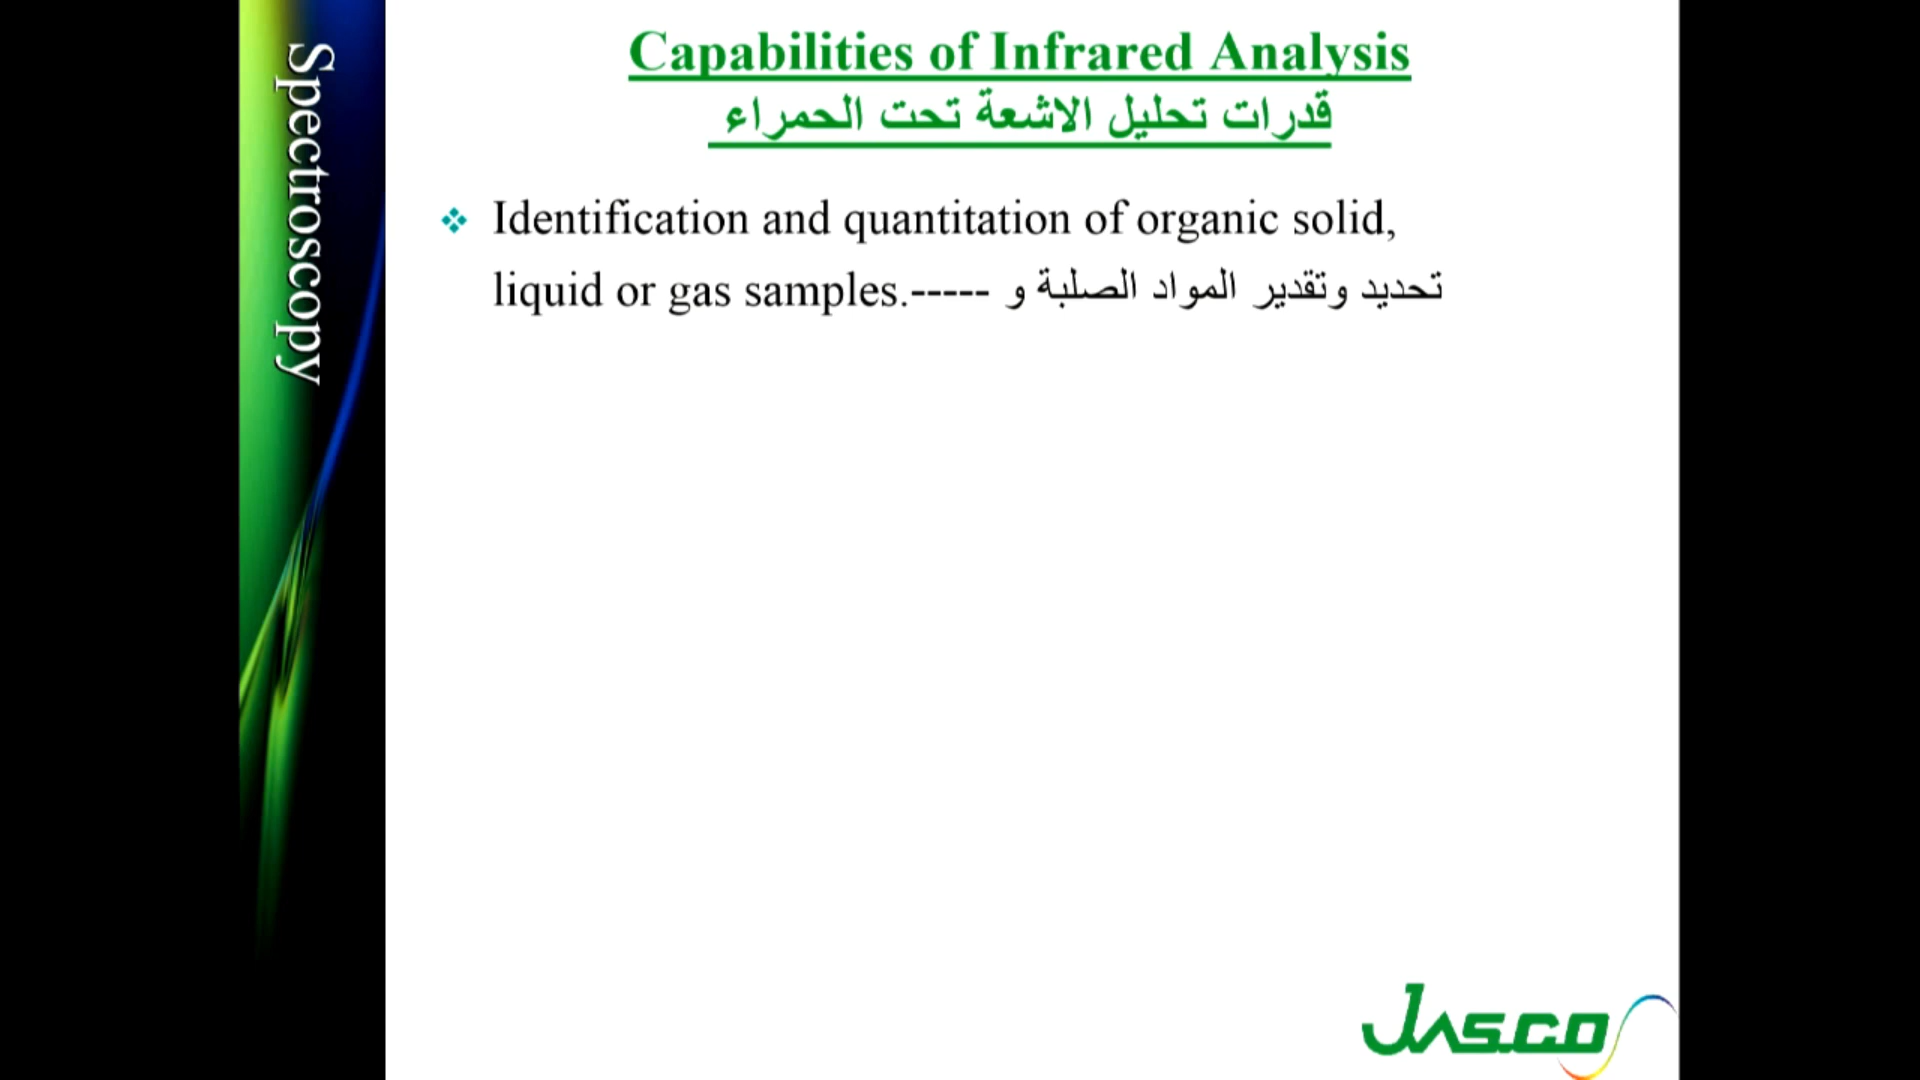 Spectroscopy
Capabilities of Infrared Analysis
قدرات تحليل الاشعة تحت الحمراء
Identification and quantitation of organic solid,
liquid or gas samples.----- تحديد وتقدير المواد الصلبة و
Jasco